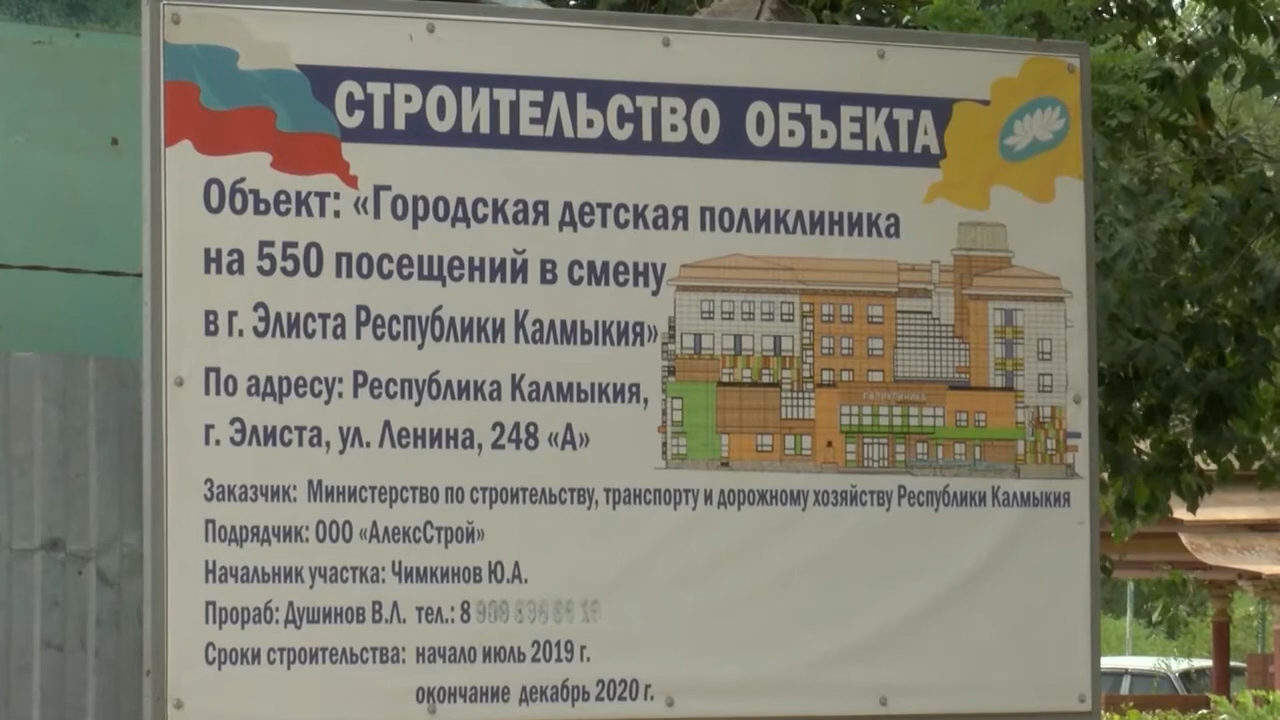 СТРОИТЕЛЬСТВО ОБЪЕКТА
Объект: «Городская детская поликлиника
на 550 посещений в смену
в г. Элиста Республики Калмыкия»
По адресу: Республика Калмыкия,
г. Элиста, ул. Ленина, 248 «А»
ПОЛИКЛИНИКА
Заказчик: Министерство по строительству, транспорту и дорожному хозяйству Республики Калмыкия
Подрядчик: ООО «АлексСтрой»
Начальник участка: Чимкинов Ю.А.
Прораб: Душинов В.Л. тел.: 8
Сроки строительства: начало июль 2019 г.
окончание декабрь 2020 г.